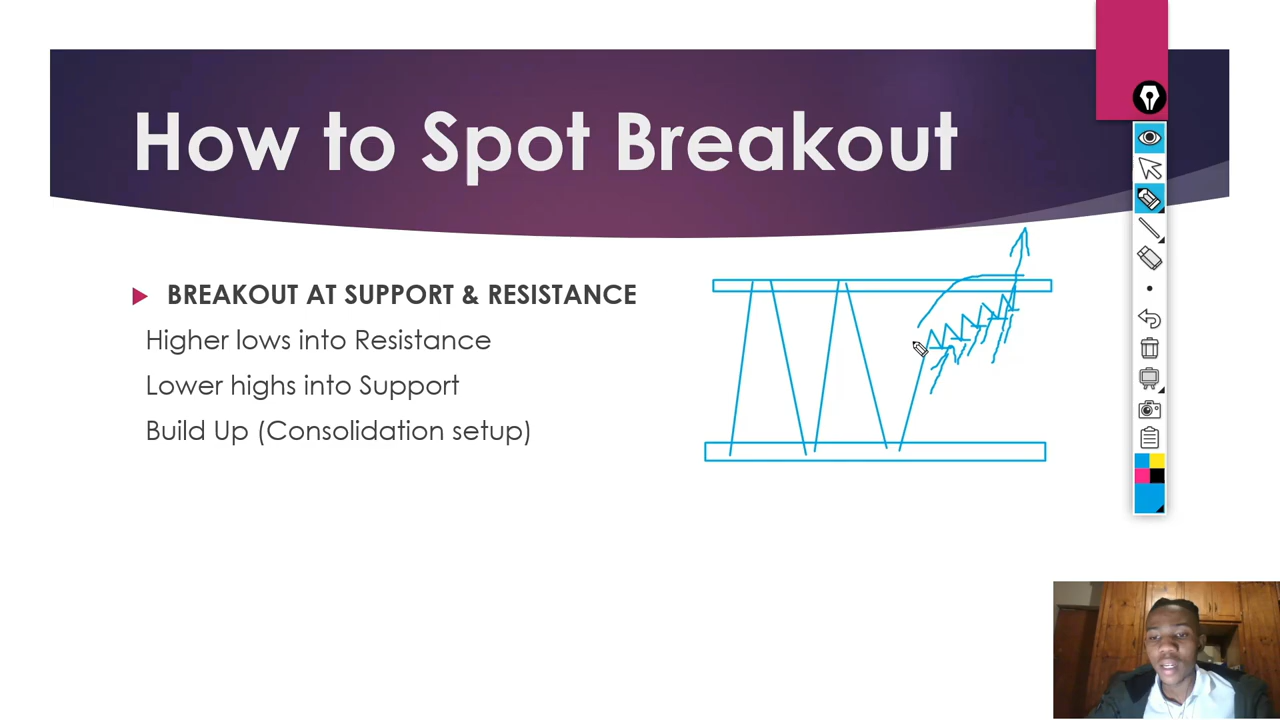 How to Spot Breakout
BREAKOUT AT SUPPORT & RESISTANCE
Higher lows into Resistance
Lower highs into Support
Build Up (Consolidation setup)